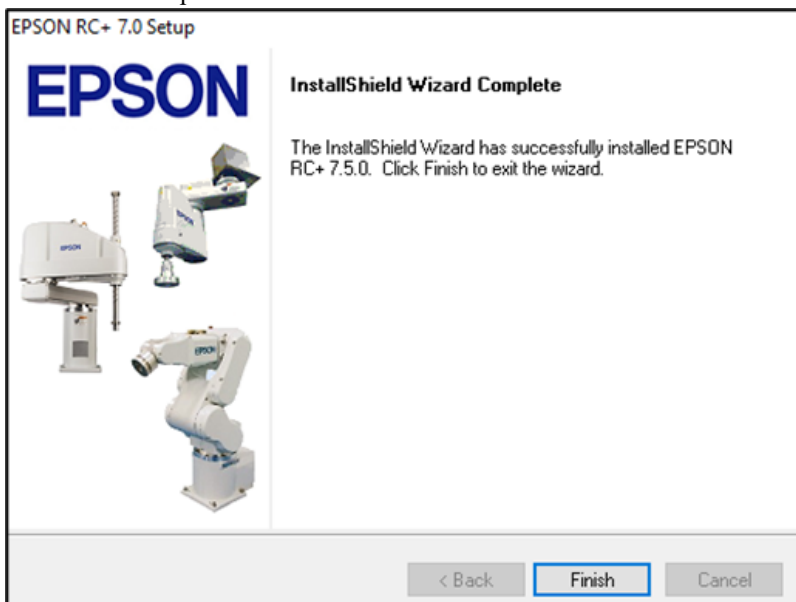 EPSON RC+ 7.0 Setup
EPSON
InstallShield Wizard Complete
The InstallShield Wizard has successfully installed EPSON
RC+ 7.5.0. Click Finish to exit the wizard.
EPSON
EPSON
EPSON
< Back
Finish
Cancel